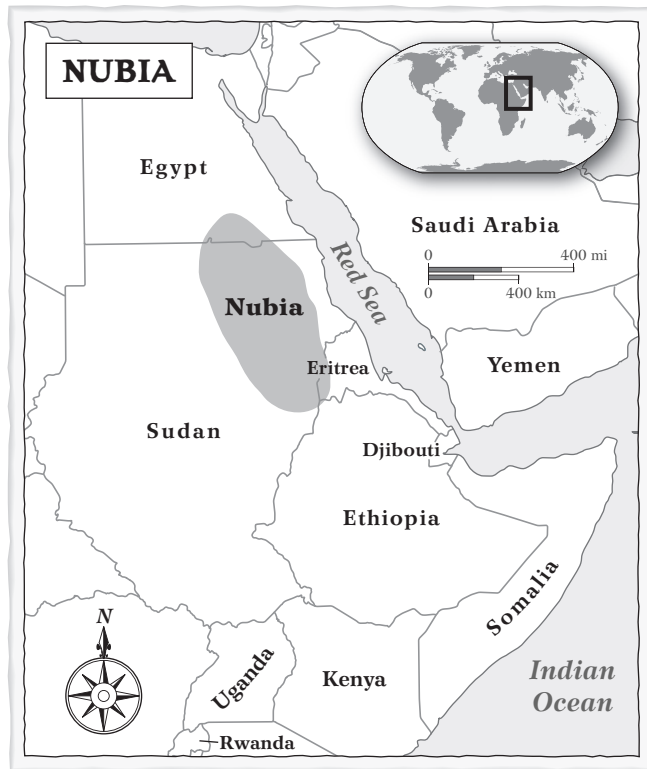 NUBIA
Egypt
Saudi Arabia
0 400 mi
0 400 km
Red Sea
Nubia
Eritrea
Yemen
Sudan
Djibouti
Ethiopia
Somalia
N
Uganda
Kenya
Indian
Ocean
Rwanda